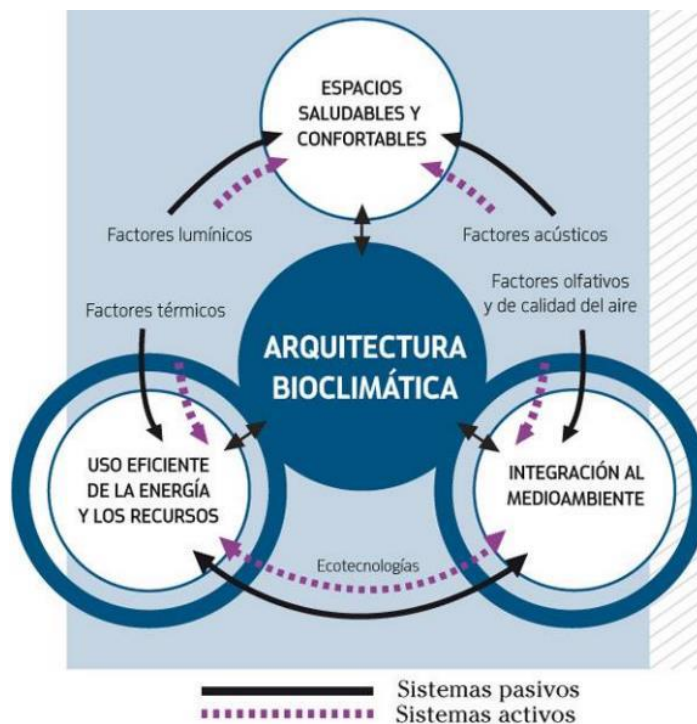 ESPACIOS
SALUDABLES Y
CONFORTABLES
Factores lumínicos
Factores acústicos
Factores térmicos
Factores olfativos
y de calidad del aire
ARQUITECTURA
BIOCLIMÁTICA
USO EFICIENTE
DE LA ENERGÍA
Y LOS RECURSOS
INTEGRACIÓN AL
MEDIOAMBIENTE
Ecotecnologías
Sistemas pasivos
Sistemas activos